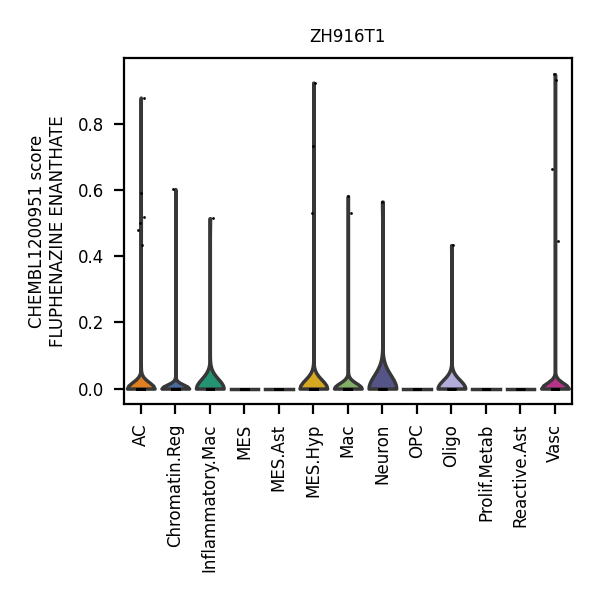 ZH916T1
CHEMBL1200951 score
FLUPHENAZINE ENANTHATE
0.8
0.6
0.4
0.2
0.0
AC
Chromatin.Reg
Inflammatory.Mac
MES
MES.Ast
MES.Hyp
Mac
Neuron
OPC
Oligo
Prolif.Metab
Reactive.Ast
Vasc